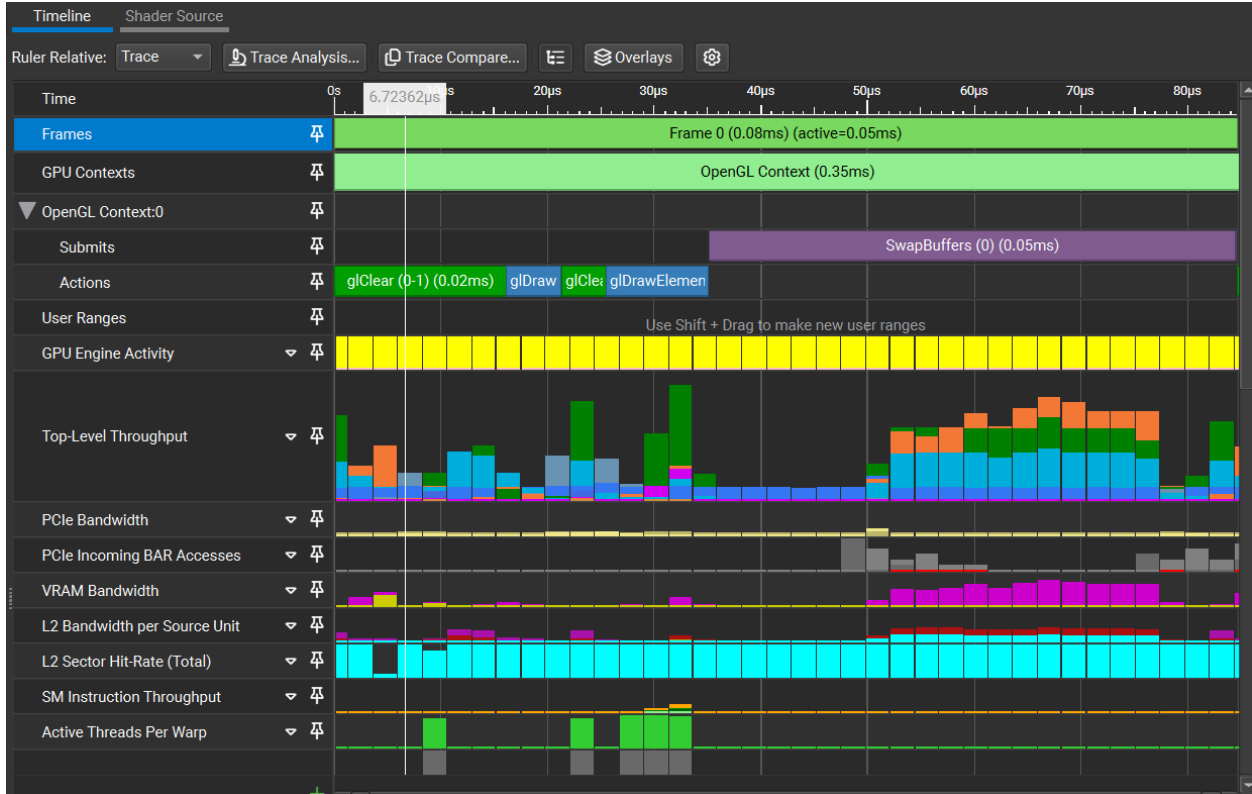 Timeline Shader Source
Ruler Relative: Trace Trace Analysis... Trace Compare... Overlays
Time 0s 6.72362µs 20µs 30µs 40µs 50µs 60µs 70µs 80µs
Frames Frame 0 (0.08ms) (active=0.05ms)
GPU Contexts OpenGL Context (0.35ms)
OpenGL Context:0
Submits SwapBuffers (0) (0.05ms)
Actions glClear (0-1) (0.02ms) glDraw glClea glDrawElemen
User Ranges Use Shift + Drag to make new user ranges
GPU Engine Activity
Top-Level Throughput
PCIe Bandwidth
PCIe Incoming BAR Accesses
VRAM Bandwidth
L2 Bandwidth per Source Unit
L2 Sector Hit-Rate (Total)
SM Instruction Throughput
Active Threads Per Warp